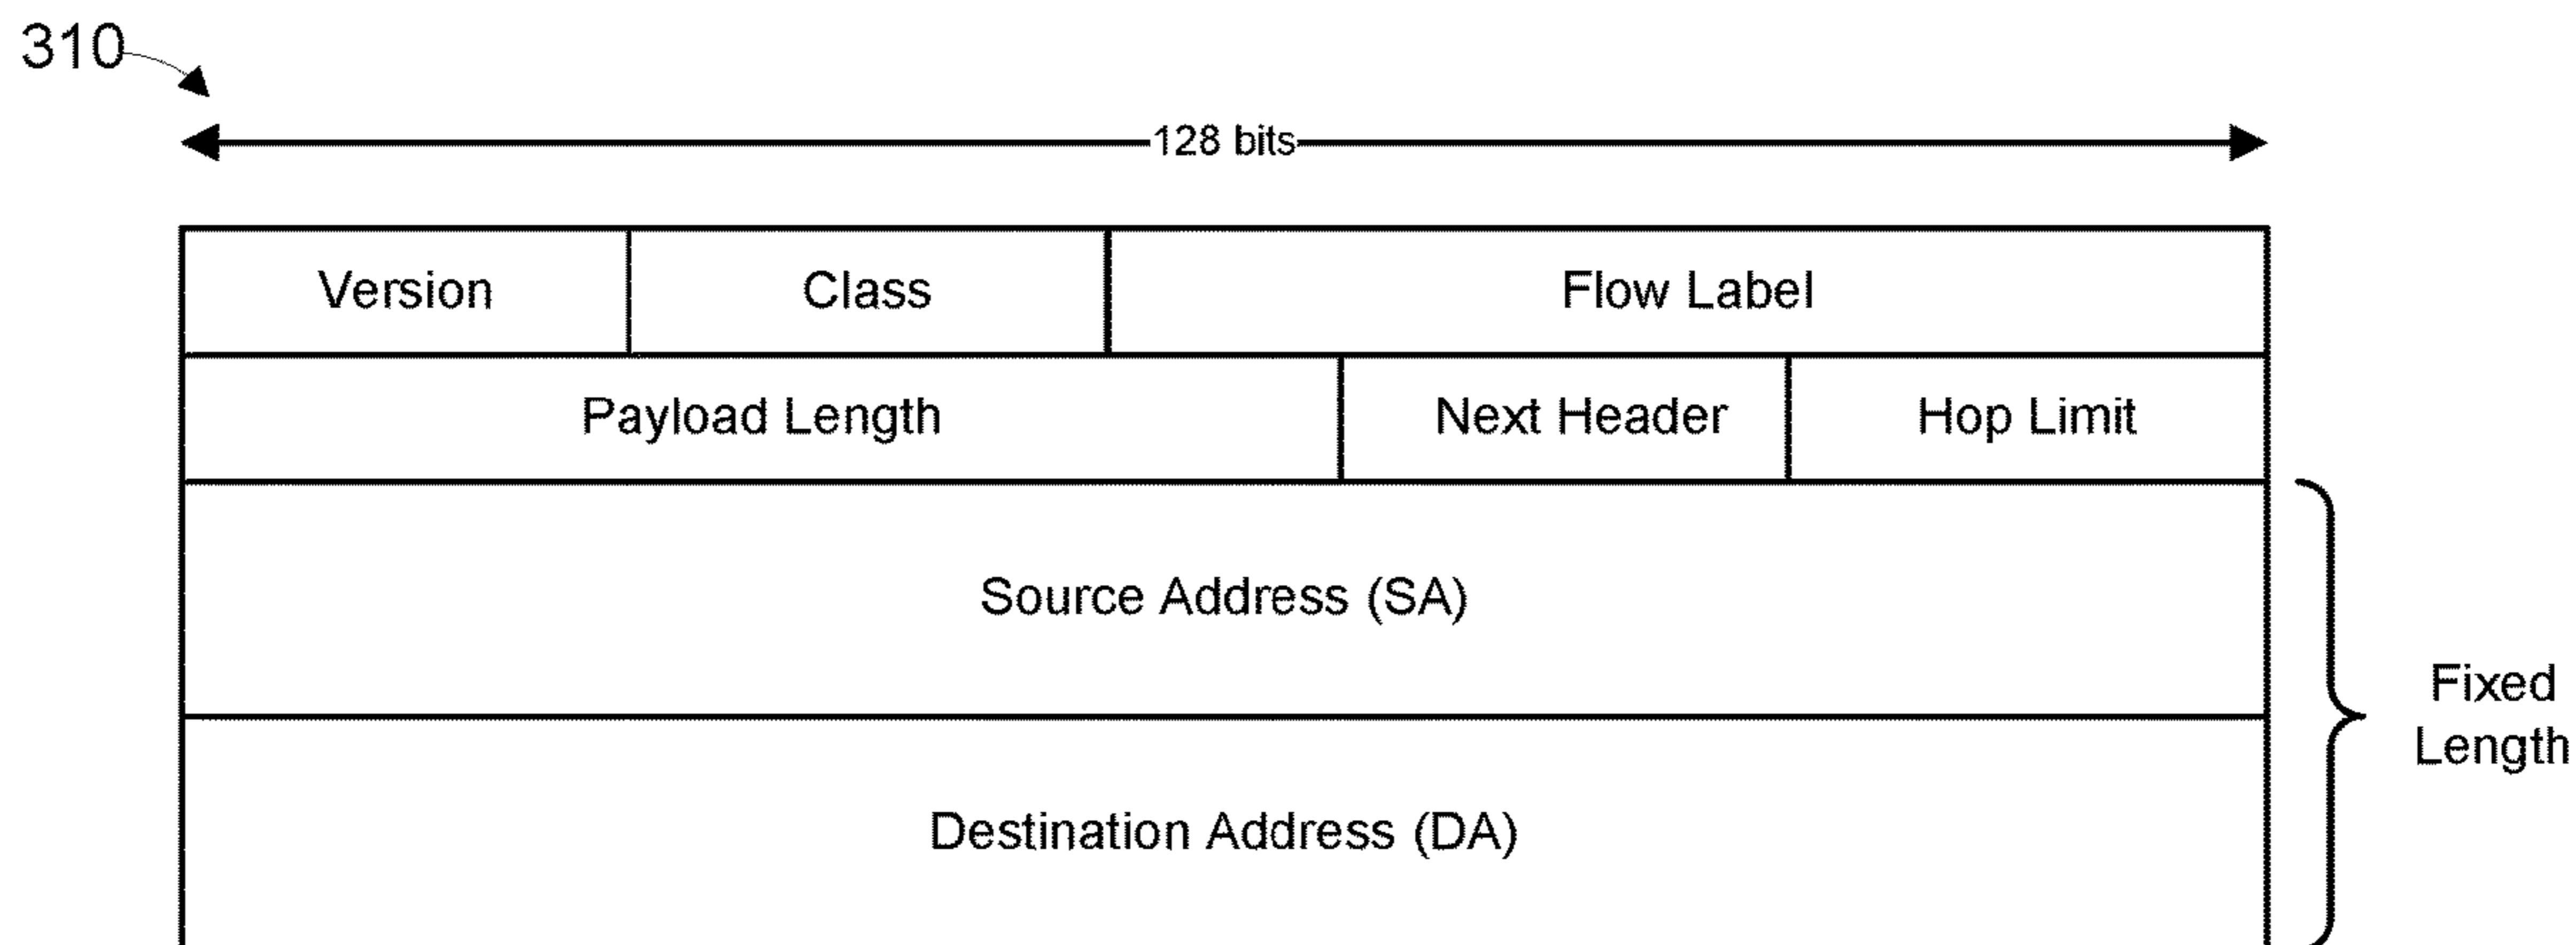 310
128 bits
Version Class Flow Label
Payload Length Next Header Hop Limit
Source Address (SA)
Fixed
Length
Destination Address (DA)